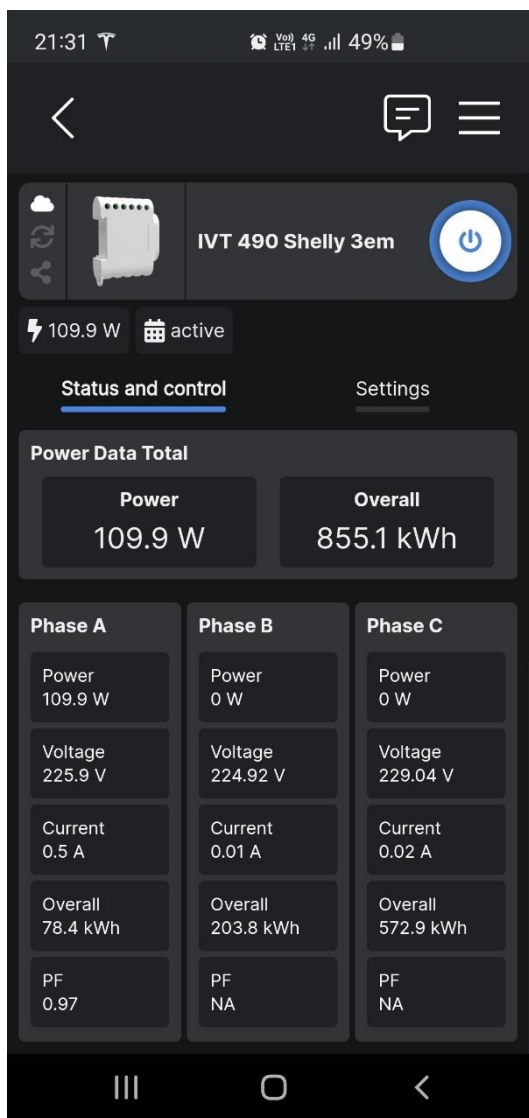 21:31
Vo)) 4G 49%
LTE1
IVT 490 Shelly 3em
109.9 W active
Status and control Settings
Power Data Total
Power Overall
109.9 W 855.1 kWh
Phase A Phase B Phase C
Power Power Power
109.9 W 0 W 0 W
Voltage Voltage Voltage
225.9 V 224.92 V 229.04 V
Current Current Current
0.5 A 0.01 A 0.02 A
Overall Overall Overall
78.4 kWh 203.8 kWh 572.9 kWh
PF PF PF
0.97 NA NA